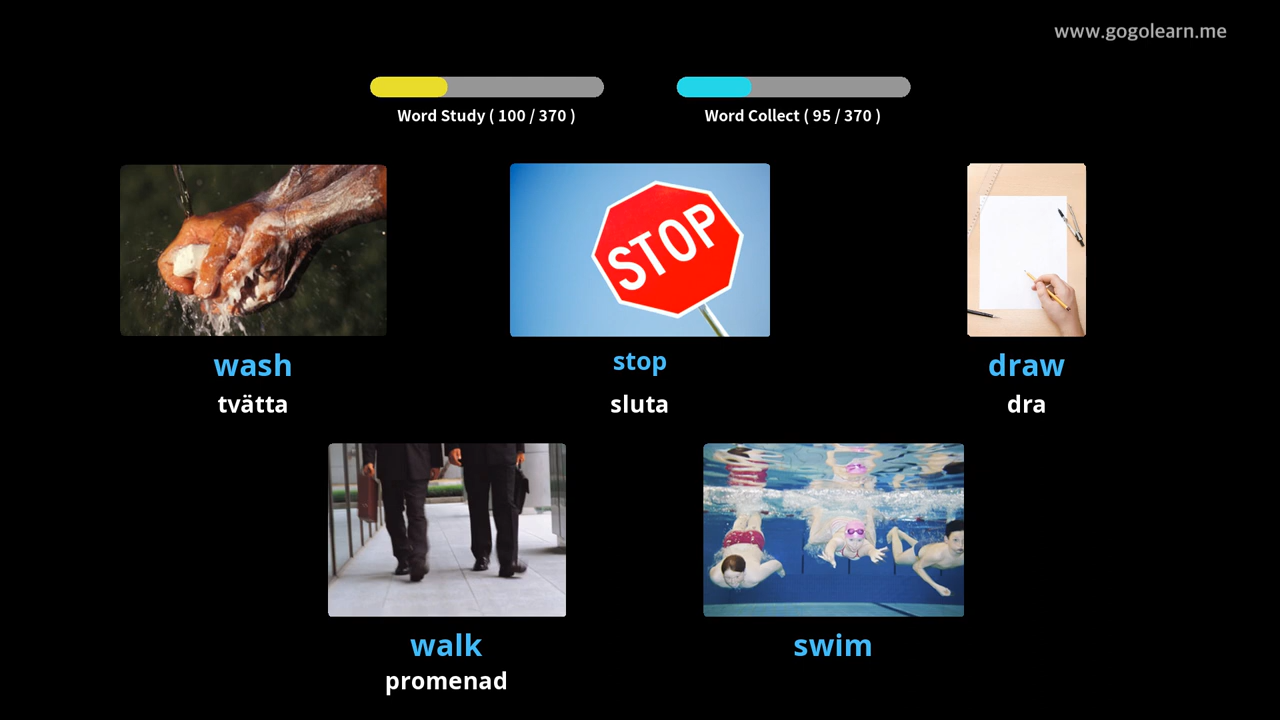 www.gogolearn.me
Word Study ( 100 / 370 )
Word Collect ( 95 / 370 )
STOP
wash
stop
draw
tvätta
sluta
dra
walk
swim
promenad